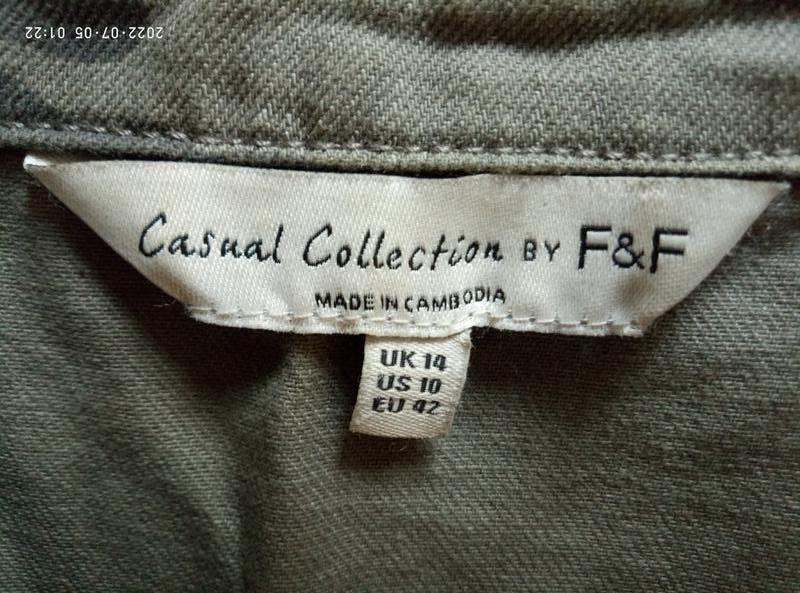 2022-07-05 01:22
Casual Collection BY F&F
MADE IN CAMBODIA
UK 14
US 10
EU 42